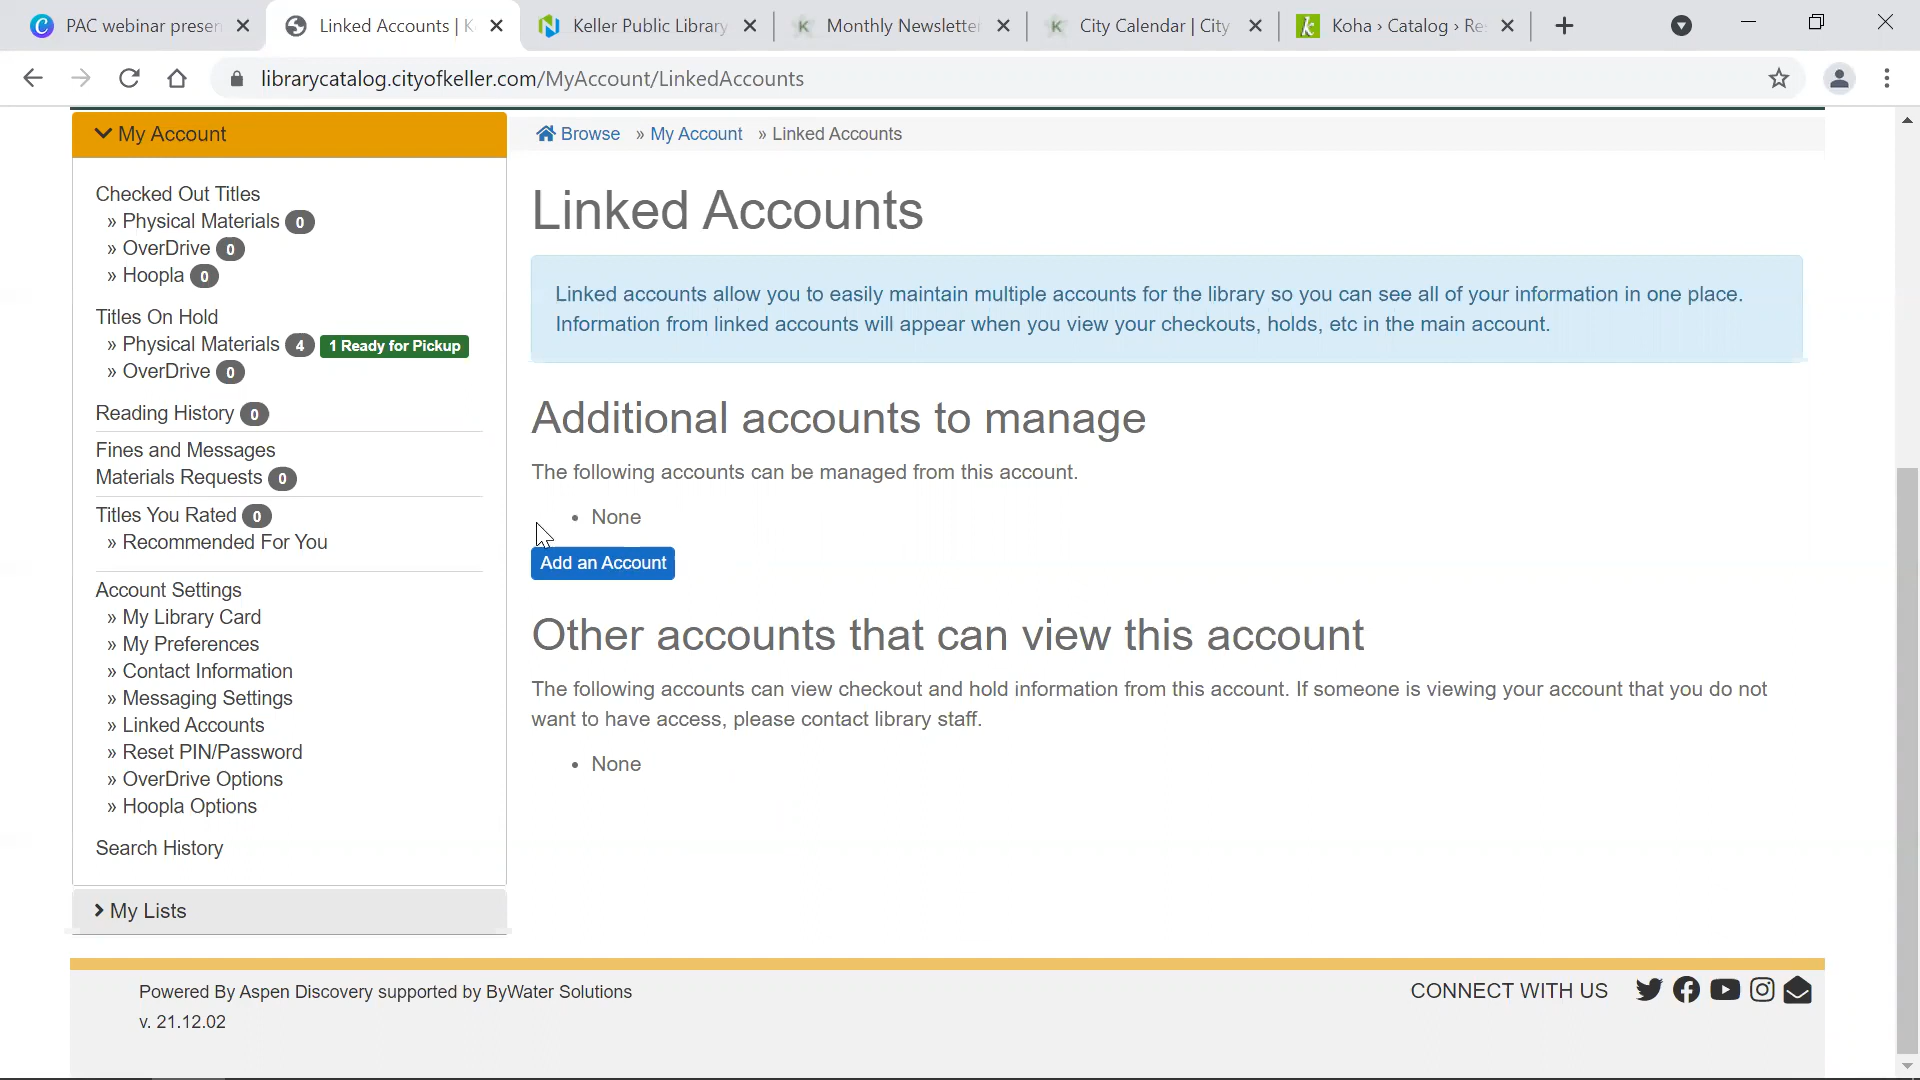 PAC webinar presen
Linked Accounts | K
Keller Public Library
Monthly Newsletter
City Calendar | City
Koha › Catalog › Re
librarycatalog.cityofkeller.com/MyAccount/LinkedAccounts
My Account
Checked Out Titles
» Physical Materials 0
» OverDrive 0
» Hoopla 0
Titles On Hold
» Physical Materials 4 1 Ready for Pickup
» OverDrive 0
Reading History 0
Fines and Messages
Materials Requests 0
Titles You Rated 0
» Recommended For You
Account Settings
» My Library Card
» My Preferences
» Contact Information
» Messaging Settings
» Linked Accounts
» Reset PIN/Password
» OverDrive Options
» Hoopla Options
Search History
My Lists
Browse » My Account » Linked Accounts
Linked Accounts
Linked accounts allow you to easily maintain multiple accounts for the library so you can see all of your information in one place.
Information from linked accounts will appear when you view your checkouts, holds, etc in the main account.
Additional accounts to manage
The following accounts can be managed from this account.
• None
Add an Account
Other accounts that can view this account
The following accounts can view checkout and hold information from this account. If someone is viewing your account that you do not
want to have access, please contact library staff.
• None
Powered By Aspen Discovery supported by ByWater Solutions
v. 21.12.02
CONNECT WITH US